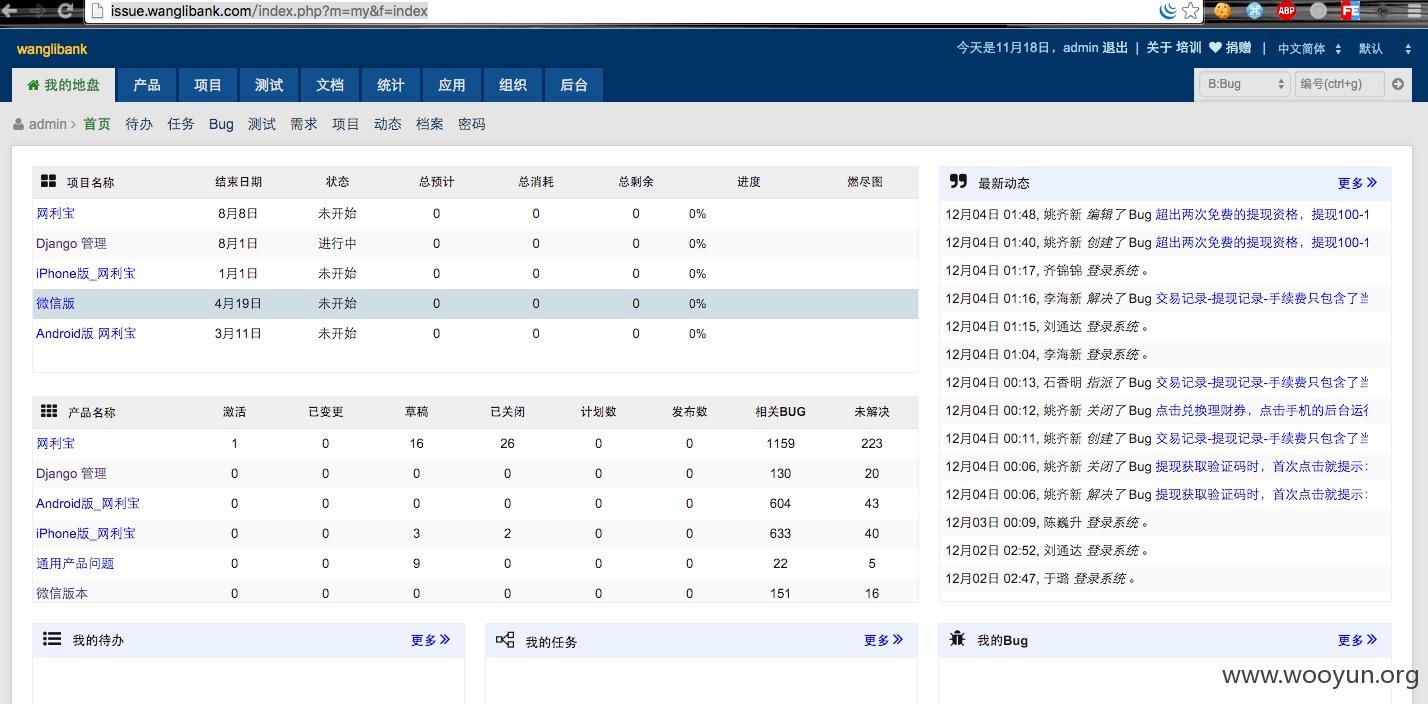 issue.wanglibank.com/index.php?m=my&f=index
ABP
FE
wanglibank
今天是11月18日，admin 退出 | 关于 培训 捐赠 | 中文简体 默认
我的地盘 产品 项目 测试 文档 统计 应用 组织 后台 B:Bug 编号(ctrl+g)
admin > 首页 待办 任务 Bug 测试 需求 项目 动态 档案 密码
项目名称 结束日期 状态 总预计 总消耗 总剩余 进度 燃尽图
网利宝 8月8日 未开始 0 0 0 0%
Django 管理 8月1日 进行中 0 0 0 0%
iPhone版_网利宝 1月1日 未开始 0 0 0 0%
微信版 4月19日 未开始 0 0 0 0%
Android版 网利宝 3月11日 未开始 0 0 0 0%
产品名称 激活 已变更 草稿 已关闭 计划数 发布数 相关BUG 未解决
网利宝 1 0 16 26 0 0 1159 223
Django 管理 0 0 0 0 0 0 130 20
Android版_网利宝 0 0 0 0 0 0 604 43
iPhone版_网利宝 0 0 3 2 0 0 633 40
通用产品问题 0 0 9 0 0 0 22 5
微信版本 0 0 0 0 0 0 151 16
最新动态 更多
12月04日 01:48, 姚齐新 编辑了 Bug 超出两次免费的提现资格，提现100-1
12月04日 01:40, 姚齐新 创建了 Bug 超出两次免费的提现资格，提现100-1
12月04日 01:17, 齐锦锦 登录系统 。
12月04日 01:16, 李海新 解决了 Bug 交易记录-提现记录-手续费只包含了当
12月04日 01:15, 刘通达 登录系统 。
12月04日 01:04, 李海新 登录系统 。
12月04日 00:13, 石香明 指派了 Bug 交易记录-提现记录-手续费只包含了当
12月04日 00:12, 姚齐新 关闭了 Bug 点击兑换理财券，点击手机的后台运行
12月04日 00:11, 姚齐新 创建了 Bug 交易记录-提现记录-手续费只包含了当
12月04日 00:06, 姚齐新 关闭了 Bug 提现获取验证码时，首次点击就提示：
12月04日 00:06, 姚齐新 解决了 Bug 提现获取验证码时，首次点击就提示：
12月03日 00:09, 陈巍升 登录系统 。
12月02日 02:52, 刘通达 登录系统 。
12月02日 02:47, 于璐 登录系统 。
我的待办 更多
我的任务 更多
我的Bug 更多
www.wooyun.org